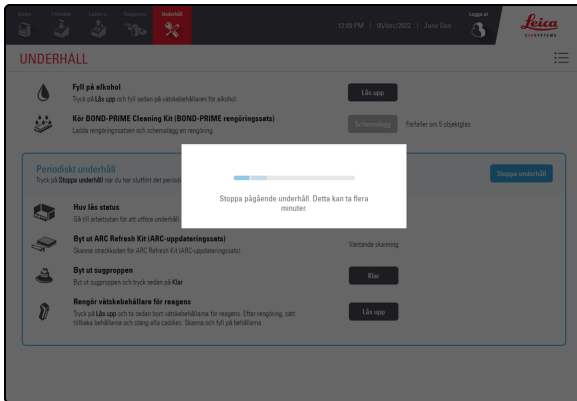 Status
Förbered
Ladda ur
Reagenser
Underhåll
12:00 PM | 05/dec/2022 | Jane Doe
Logga ut
Leica
BIOSYSTEMS
UNDERHÅLL
Fyll på alkohol
Tryck på Lås upp och fyll sedan på vätskebehållaren för alkohol
Lås upp
Kör BOND-PRIME Cleaning Kit (BOND-PRIME rengöringssats)
Ladda rengöringssatsen och schemalägg en rengöring.
Schemalägg
Förfaller om 5 objektglas
Periodiskt underhåll
Tryck på Stoppa underhåll när du har slutfört det periodi
Stoppa underhåll
Stoppa pågående underhåll. Detta kan ta flera
minuter.
Huv lås status
Gå till arbetsytan för att utföra underhåll
Byt ut ARC Refresh Kit (ARC-uppdateringssats)
Skanna streckkoden för ARC Refresh Kit (ARC-uppdateringssats)
Väntande skanning
Byt ut sugproppen
Byt ut sugproppen och tryck sedan på Klar
Klar
Rengör vätskebehållare för reagens
Tryck på Lås upp och ta sedan bort vätskebehållarna för reagens. Efter rengöring, sätt
tillbaka behållarna och stäng alla caddies. Skanna och fyll på behållarna.
Lås upp